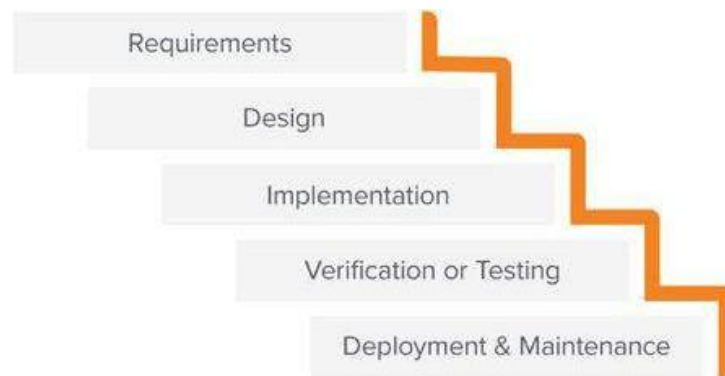 Requirements
Design
Implementation
Verification or Testing
Deployment & Maintenance